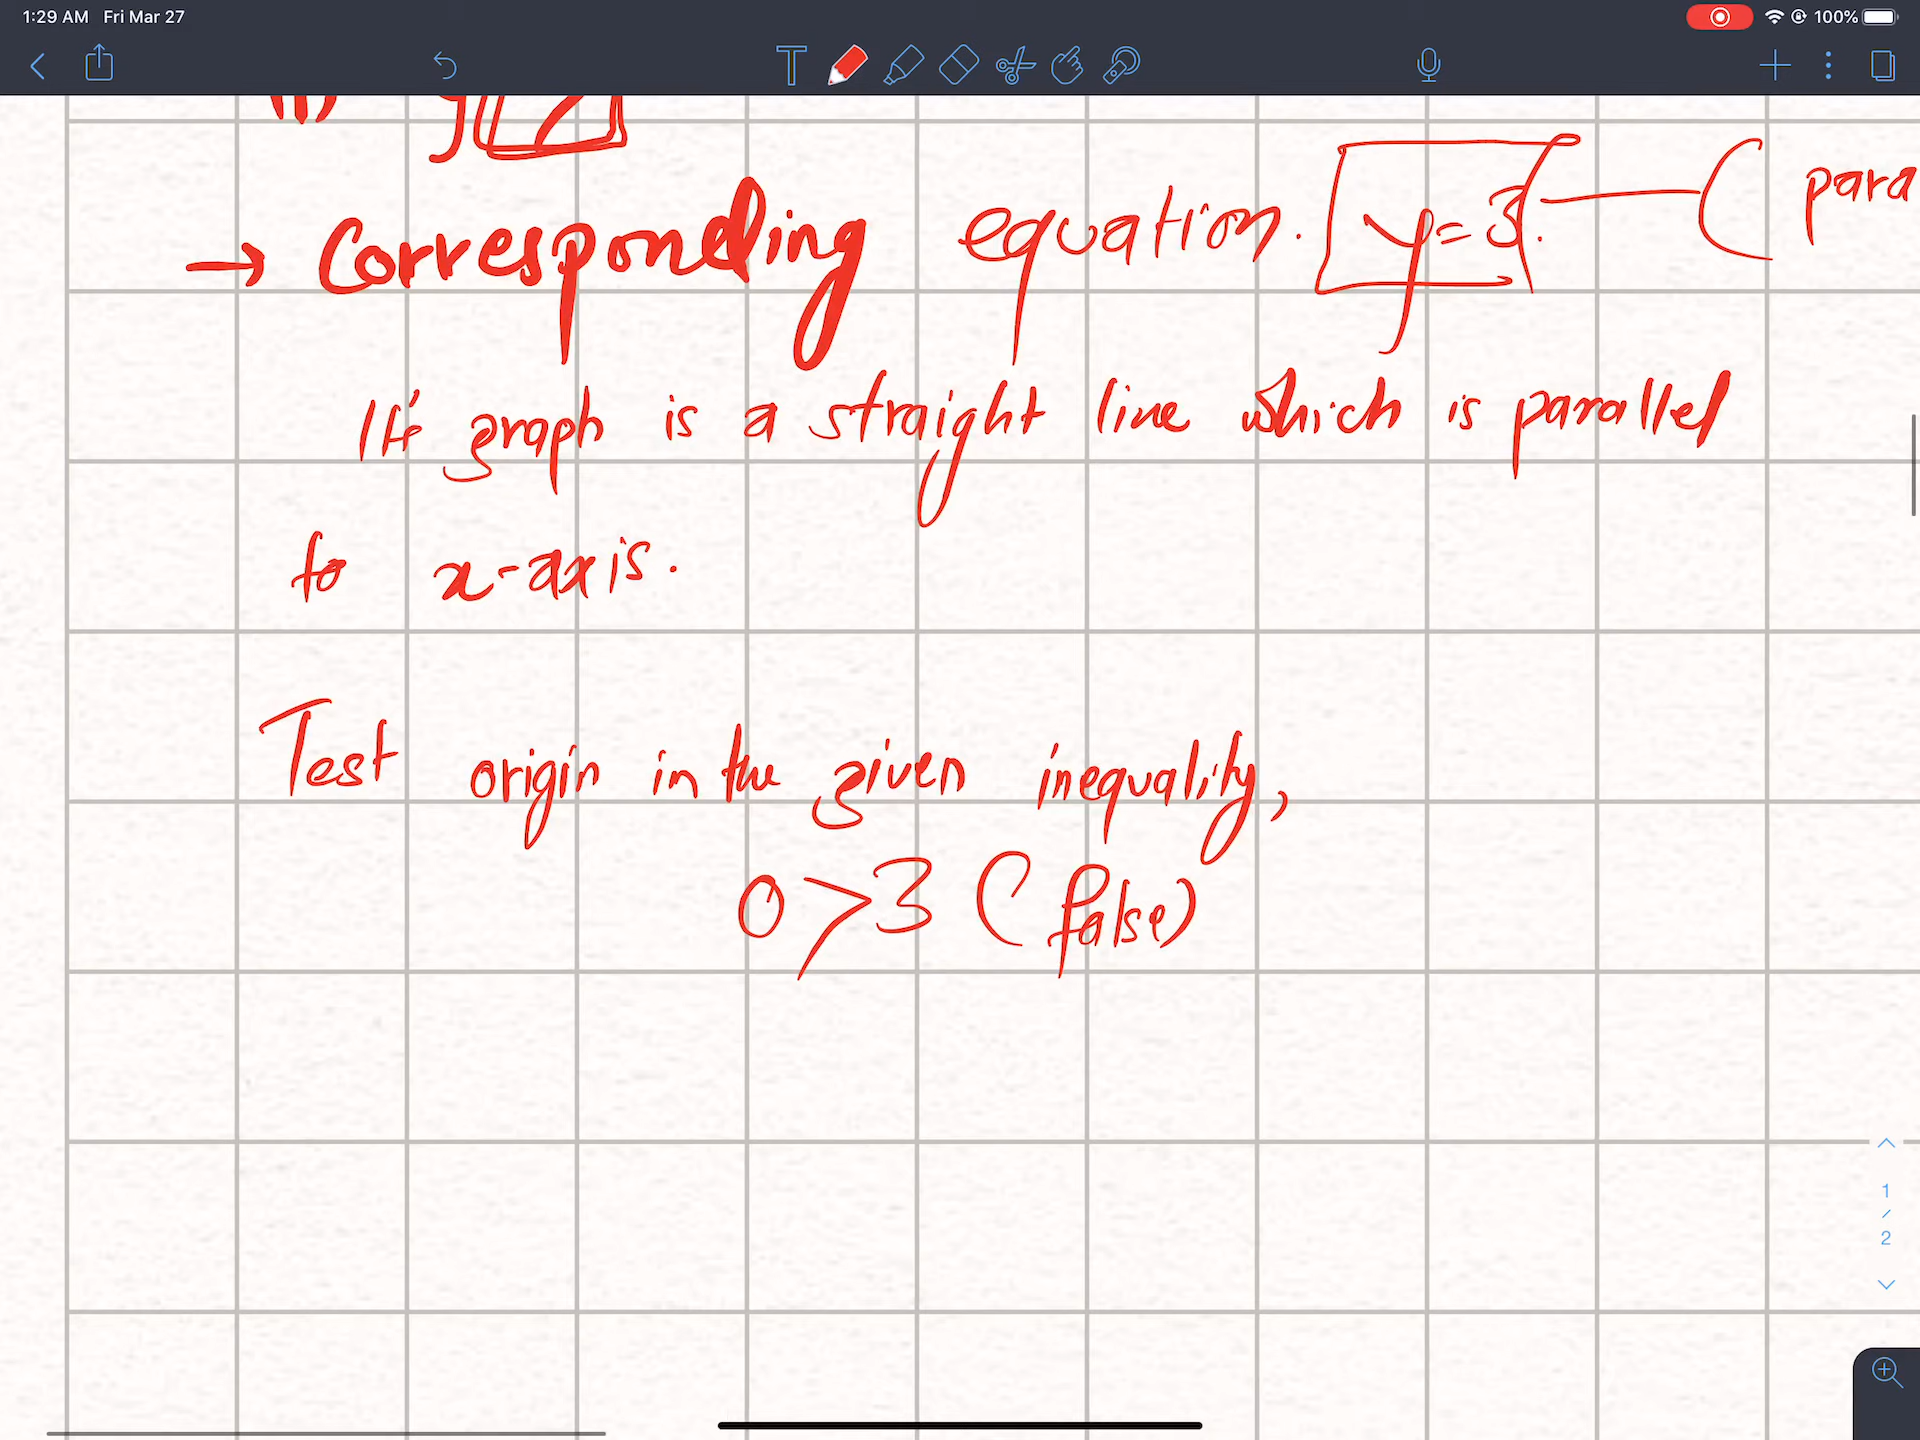 1:29 AM Fri Mar 27
100%
→ Corresponding equation. y=3. (para
It's graph is a straight line which is parallel
to x-axis.
Test origin in the given inequality,
0>3 (false)
1
/
2